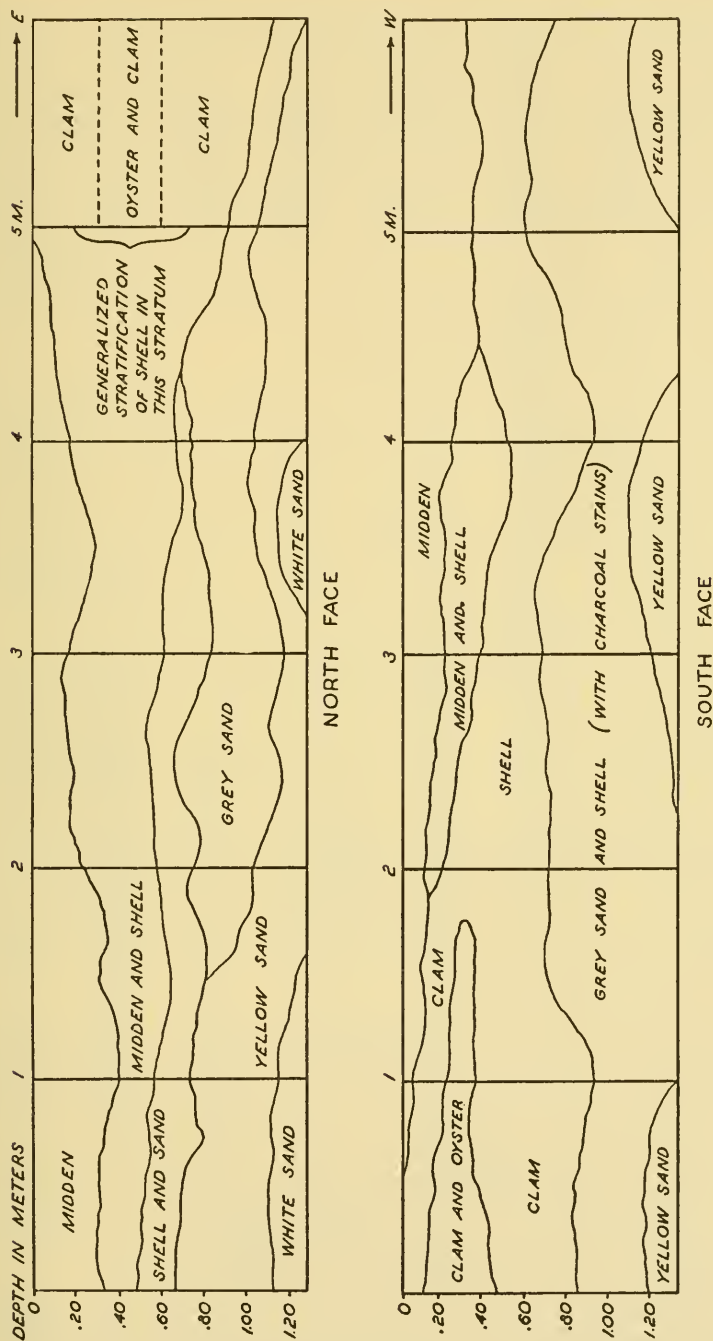 DEPTH IN METERS
1
2
3
4
5 M.
E
0
.20
.40
.60
.80
1.00
1.20
MIDDEN
MIDDEN AND SHELL
SHELL AND SAND
GREY SAND
YELLOW SAND
WHITE SAND
WHITE SAND
GENERALIZED
STRATIFICATION
OF SHELL IN
THIS STRATUM
CLAM
OYSTER AND CLAM
CLAM
NORTH FACE
1
2
3
4
5 M.
W
0
.20
.40
.60
.80
1.00
1.20
CLAM
CLAM AND OYSTER
CLAM
MIDDEN
MIDDEN AND SHELL
SHELL
GREY SAND AND SHELL (WITH CHARCOAL STAINS)
YELLOW SAND
YELLOW SAND
YELLOW SAND
SOUTH FACE